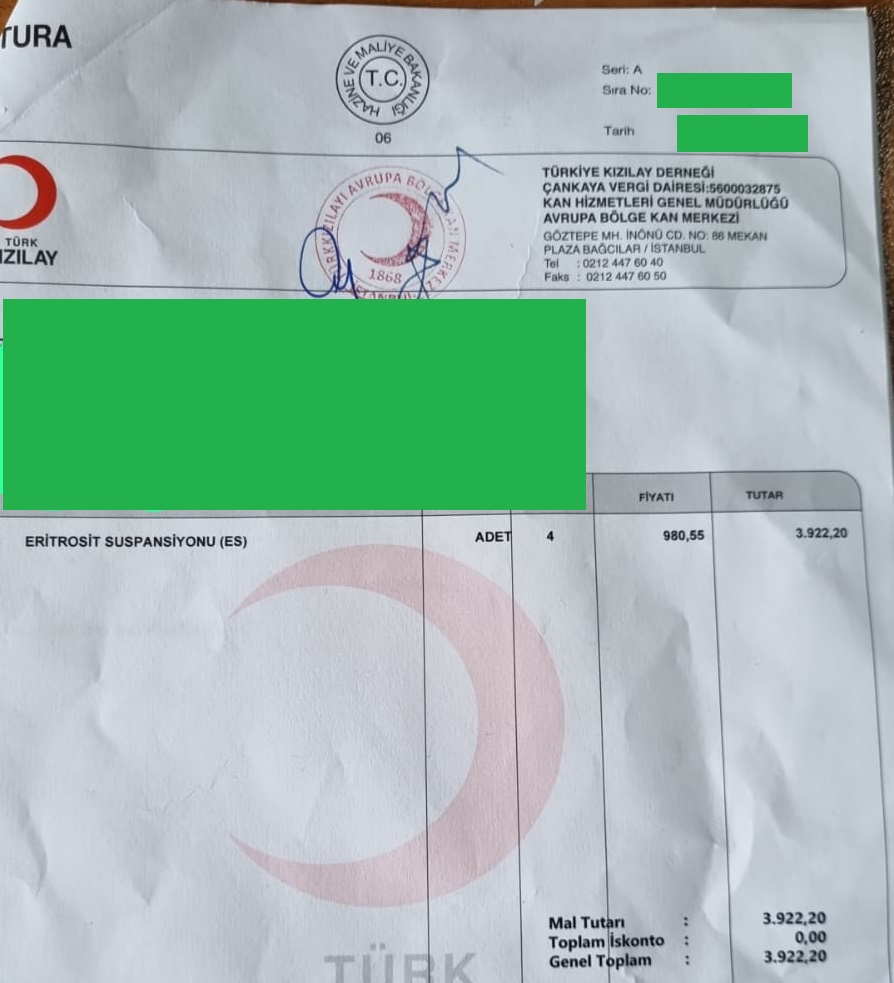 TURA
T.C.
HAZİNE VE MALİYE BAKANLIĞI
06
Seri: A
Sıra No:
Tarih
TÜRK
IZILAY
AVRUPA
1868
TÜRKİYE KIZILAY DERNEĞİ
ÇANKAYA VERGİ DAİRESİ:5600032875
KAN HİZMETLERİ GENEL MÜDÜRLÜĞÜ
AVRUPA BÖLGE KAN MERKEZİ
GÖZTEPE MH. İNÖNÜ CD. NO: 86 MEKAN
PLAZA BAĞCILAR / İSTANBUL
Tel : 0212 447 60 40
Faks : 0212 447 60 50
FİYATI TUTAR
ERİTROSİT SUSPANSİYONU (ES) ADET 4 980,55 3.922,20
Mal Tutarı : 3.922,20
Toplam İskonto : 0,00
Genel Toplam : 3.922,20
TÜRK